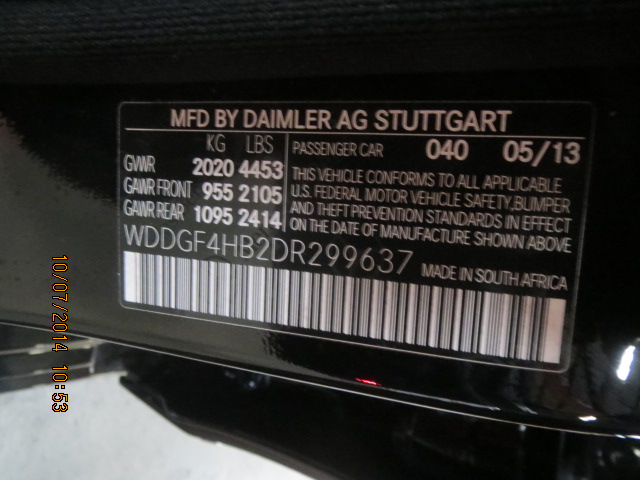 MFD BY DAIMLER AG STUTTGART
KG LBS
GVWR 2020 4453
GAWR FRONT 955 2105
GAWR REAR 1095 2414
PASSENGER CAR 040 05/13
THIS VEHICLE CONFORMS TO ALL APPLICABLE
U.S. FEDERAL MOTOR VEHICLE SAFETY,BUMPER,
AND THEFT PREVENTION STANDARDS IN EFFECT
ON THE DATE OF MANUFACTURE SHOWN ABOVE.
WDDGF4HB2DR299637
MADE IN SOUTH AFRICA
10/07/2014 10:53